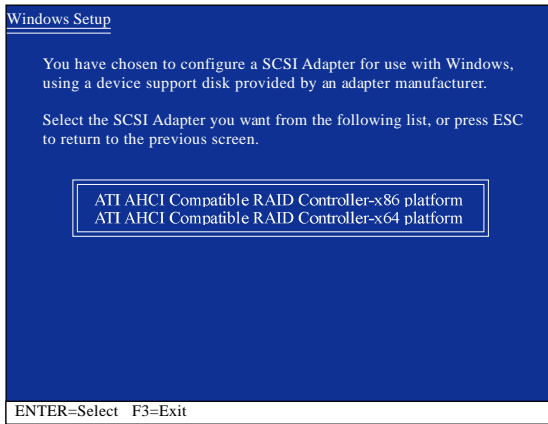 Windows Setup
You have chosen to configure a SCSI Adapter for use with Windows,
using a device support disk provided by an adapter manufacturer.
Select the SCSI Adapter you want from the following list, or press ESC
to return to the previous screen.
ATI AHCI Compatible RAID Controller-x86 platform
ATI AHCI Compatible RAID Controller-x64 platform
ENTER=Select F3=Exit